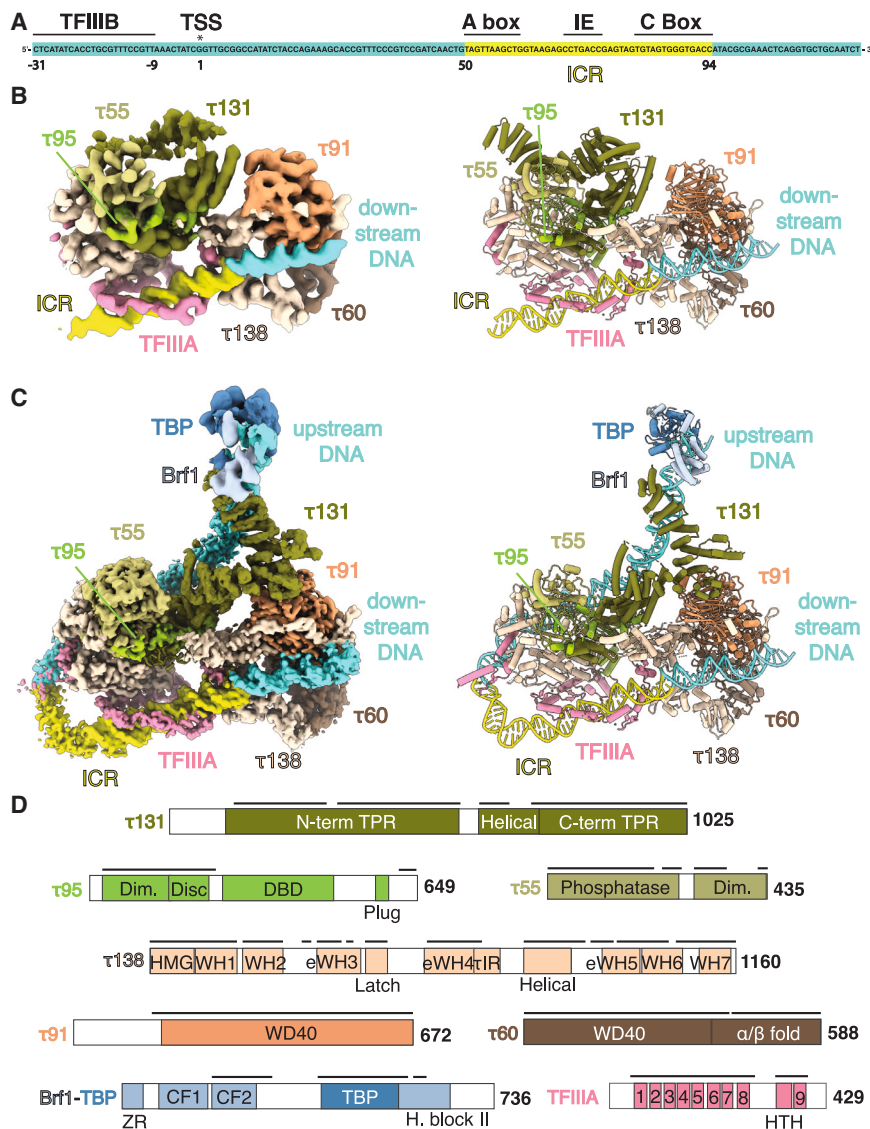 A
TFIIIB TSS A box IE C Box
*
5'- CTCATATCACCTGCGTTTCCGTTAAACTATCGGTTGCGGCCATATCTACCAGAAAGCACCGTTTCCCGTCCGATCAACTGTAGTTAAGCTGGTAAGAGCCTGACCGAGTAGTGTAGTGGGTGACCATACGCGAAACTCAGGTGCTGCAATCT - 3'
-31 -9 1 50 ICR 94
B
τ55 τ131
τ95
τ91
down-
stream
DNA
ICR
TFIIIA
τ138
τ60
τ95
τ131
τ55
τ91
down-
stream
DNA
ICR
TFIIIA
τ138
τ60
C
TBP
upstream
DNA
Brf1
τ131
τ55
τ95
τ91
down-
stream
DNA
τ60
TFIIIA
τ138
ICR
TBP
upstream
DNA
Brf1
τ131
τ55
τ95
τ91
down-
stream
DNA
τ60
TFIIIA
τ138
ICR
D
τ131 N-term TPR Helical C-term TPR 1025
τ95 Dim. Disc DBD 649
Plug
τ55 Phosphatase Dim. 435
τ138 HMG WH1 WH2 eWH3 eWH4 τIR eWH5 WH6 WH7 1160
Latch Helical
τ91 WD40 672
τ60 WD40 α/β fold 588
Brf1-TBP CF1 CF2 TBP 736
ZR H. block II
TFIIIA 1 2 3 4 5 6 7 8 9 429
HTH